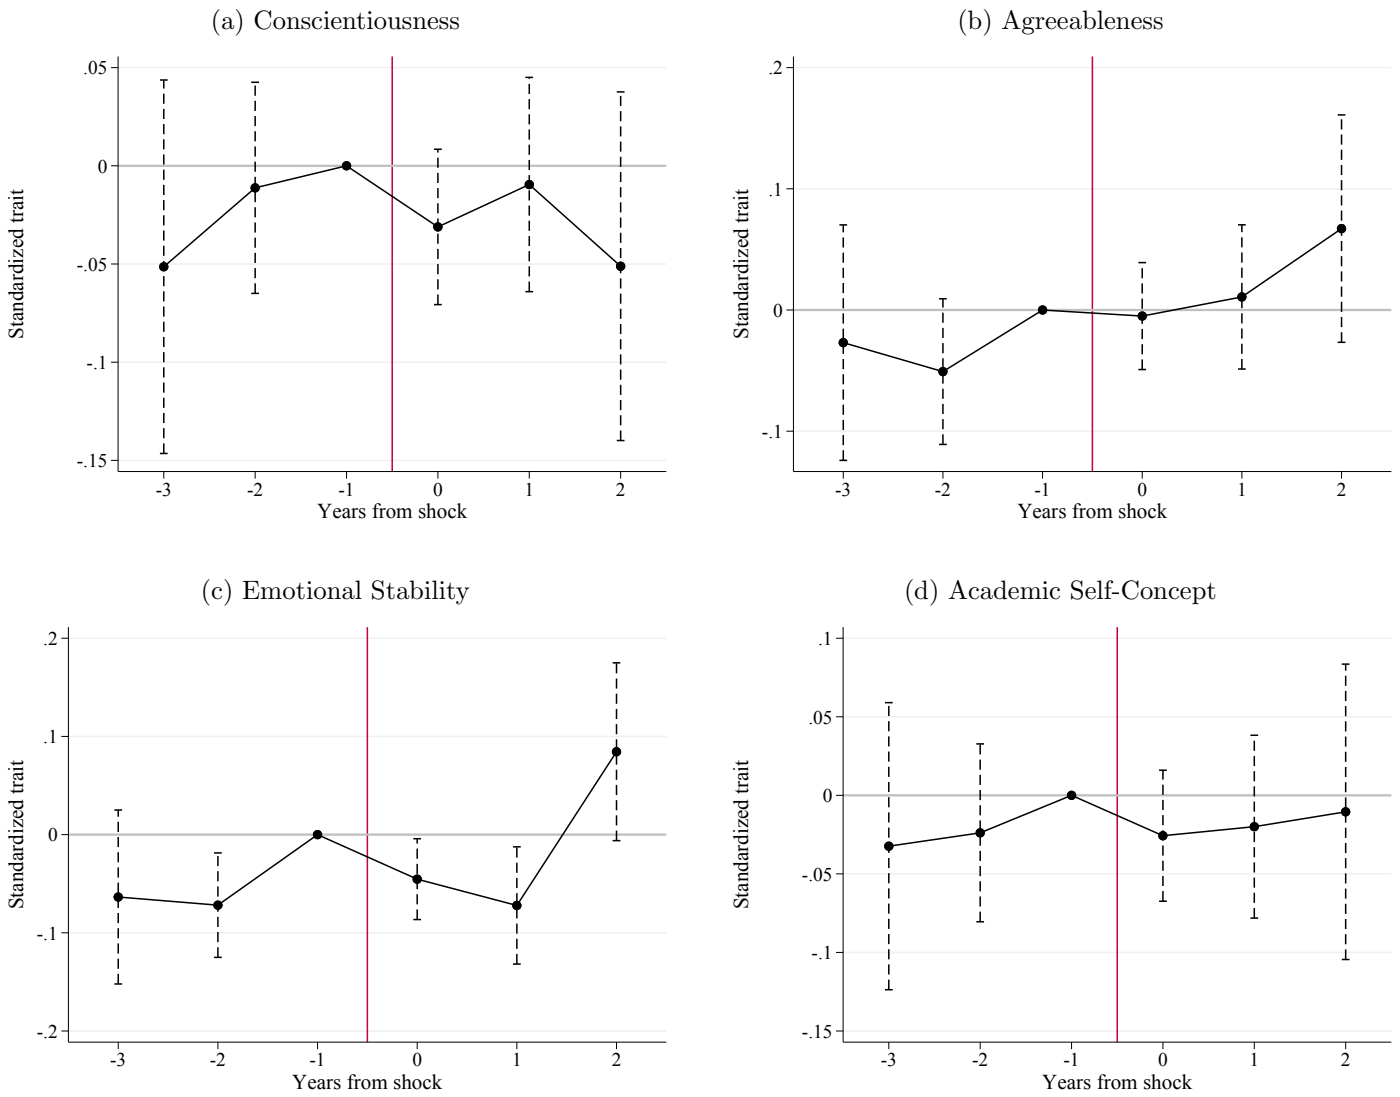 (a) Conscientiousness
.05
0
-.05
-.1
-.15
Standardized trait
-3 -2 -1 0 1 2
Years from shock
(b) Agreeableness
.2
.1
0
-.1
Standardized trait
-3 -2 -1 0 1 2
Years from shock
(c) Emotional Stability
.2
.1
0
-.1
-.2
Standardized trait
-3 -2 -1 0 1 2
Years from shock
(d) Academic Self-Concept
.1
.05
0
-.05
-.1
-.15
Standardized trait
-3 -2 -1 0 1 2
Years from shock